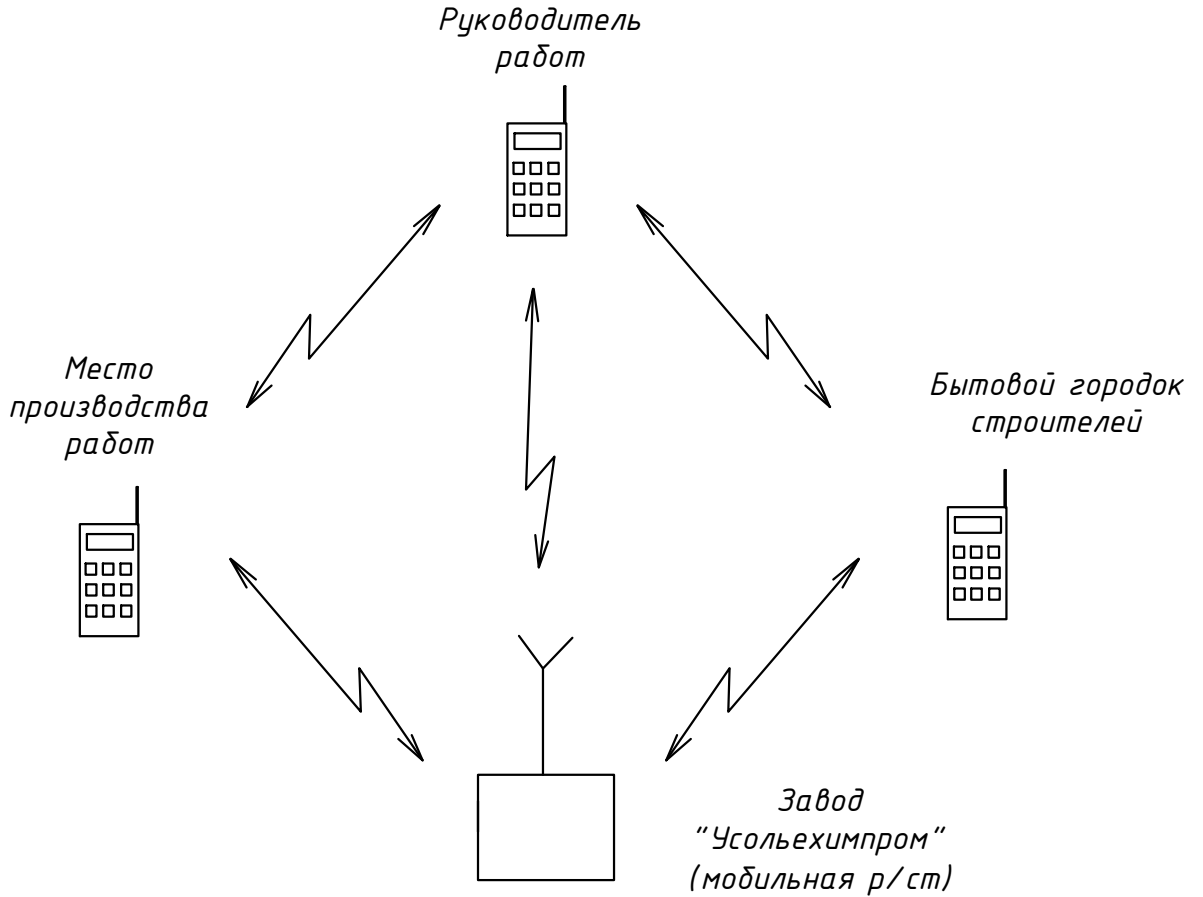 Руководитель
работ
Место
производства
работ
Бытовой городок
строителей
Завод
"Усольехимпром"
(мобильная р/ст)